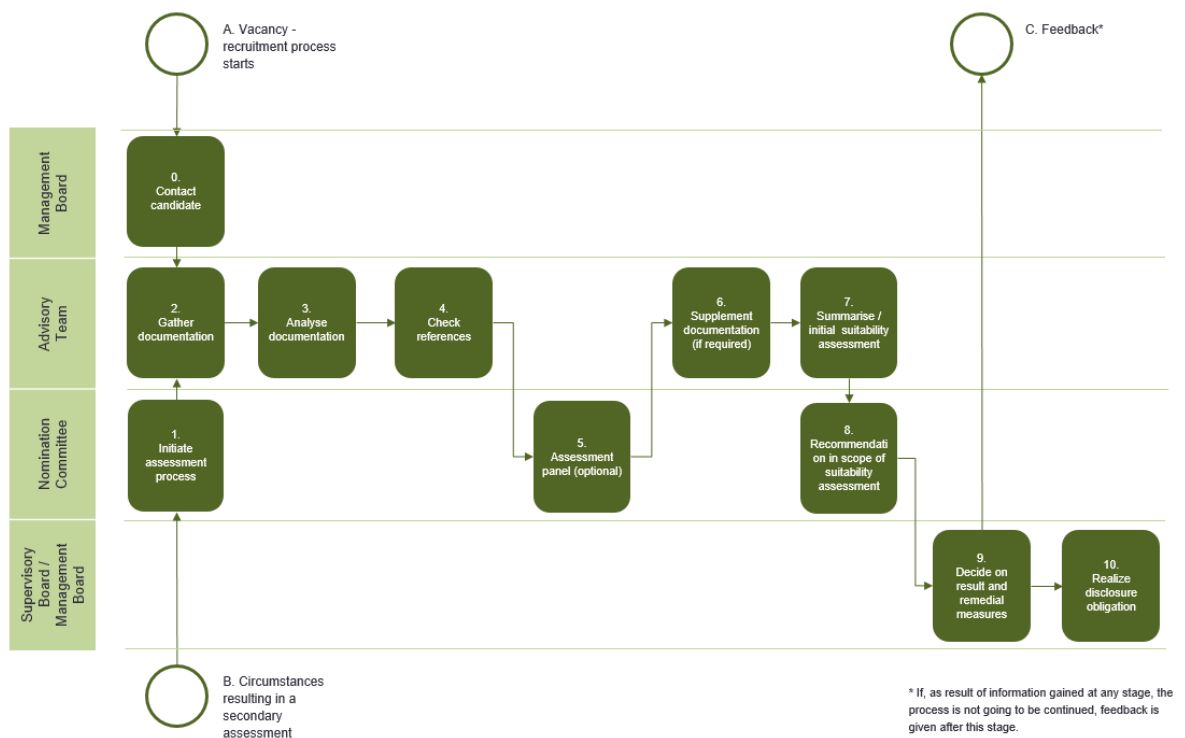 A. Vacancy -
recruitment process
starts
C. Feedback*
Management
Board
0.
Contact
candidate
Advisory
Team
2.
Gather
documentation
3.
Analyse
documentation
4.
Check
references
6.
Supplement
documentation
(if required)
7.
Summarise /
initial suitability
assessment
Nomination
Committee
1.
Initiate
assessment
process
5.
Assessment
panel (optional)
8.
Recommendati
on in scope of
suitability
assessment
Supervisory
Board /
Management
Board
9.
Decide on
result and
remedial
measures
10.
Realize
disclosure
obligation
B. Circumstances
resulting in a
secondary
assessment
* If, as result of information gained at any stage, the
process is not going to be continued, feedback is
given after this stage.